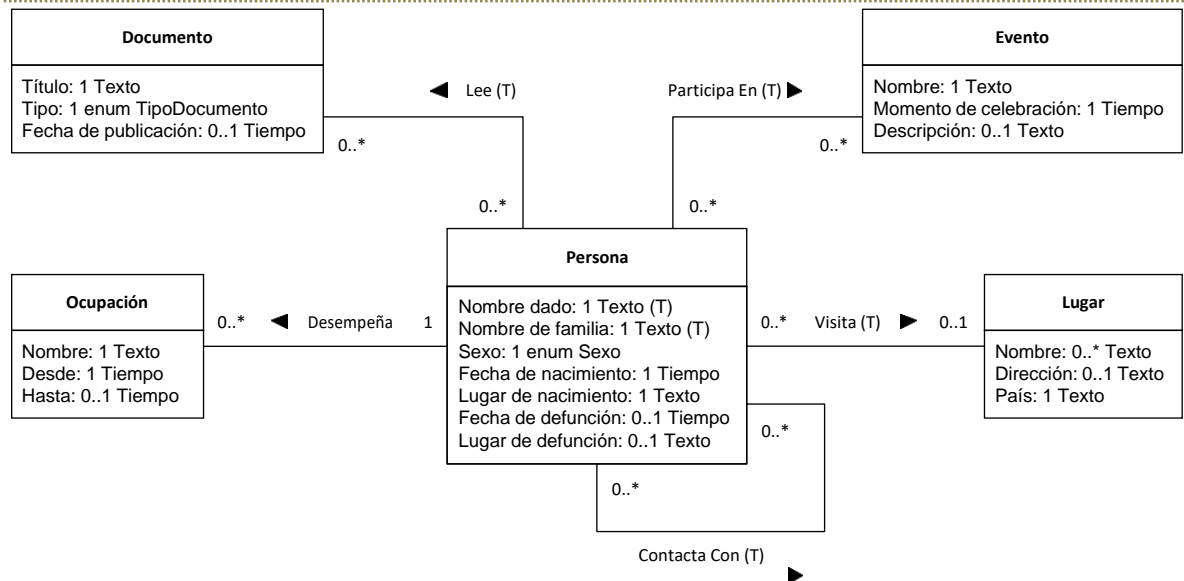 Documento
Título: 1 Texto
Tipo: 1 enum TipoDocumento
Fecha de publicación: 0..1 Tiempo
Lee (T)
0..*
0..*
Participa En (T)
0..*
0..*
Evento
Nombre: 1 Texto
Momento de celebración: 1 Tiempo
Descripción: 0..1 Texto
Ocupación
Nombre: 1 Texto
Desde: 1 Tiempo
Hasta: 0..1 Tiempo
0..*
Desempeña
1
Persona
Nombre dado: 1 Texto (T)
Nombre de familia: 1 Texto (T)
Sexo: 1 enum Sexo
Fecha de nacimiento: 1 Tiempo
Lugar de nacimiento: 1 Texto
Fecha de defunción: 0..1 Tiempo
Lugar de defunción: 0..1 Texto
0..*
Visita (T)
0..1
Lugar
Nombre: 0..* Texto
Dirección: 0..1 Texto
País: 1 Texto
0..*
0..*
Contacta Con (T)